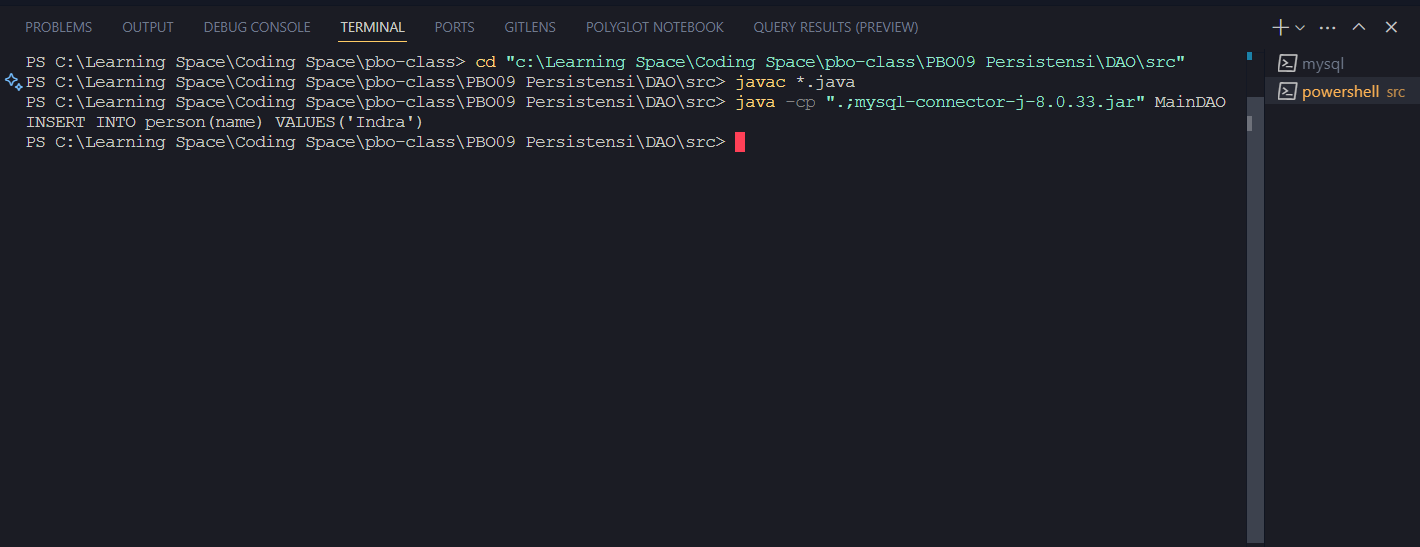 PROBLEMS OUTPUT DEBUG CONSOLE TERMINAL PORTS GITLENS POLYGLOT NOTEBOOK QUERY RESULTS (PREVIEW)
PS C:\Learning Space\Coding Space\pbo-class> cd "c:\Learning Space\Coding Space\pbo-class\PBO09 Persistensi\DAO\src"
PS C:\Learning Space\Coding Space\pbo-class\PBO09 Persistensi\DAO\src> javac *.java
PS C:\Learning Space\Coding Space\pbo-class\PBO09 Persistensi\DAO\src> java -cp ".;mysql-connector-j-8.0.33.jar" MainDAO
INSERT INTO person(name) VALUES('Indra')
PS C:\Learning Space\Coding Space\pbo-class\PBO09 Persistensi\DAO\src>
mysql
powershell src